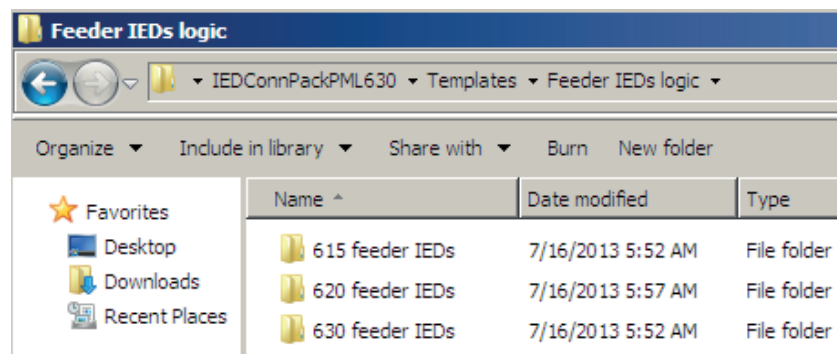 Feeder IEDs logic
IEDConnPackPML630 Templates Feeder IEDs logic
Organize Include in library Share with Burn New folder
Favorites
Desktop
Downloads
Recent Places
Name Date modified Type
615 feeder IEDs 7/16/2013 5:52 AM File folder
620 feeder IEDs 7/16/2013 5:57 AM File folder
630 feeder IEDs 7/16/2013 5:52 AM File folder